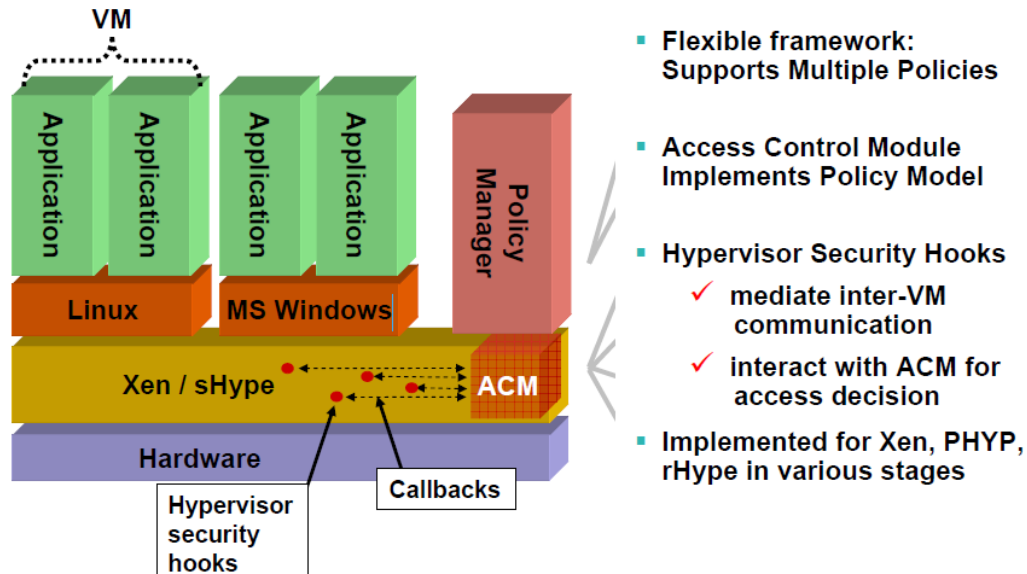 VM
Application
Application
Application
Application
Policy
Manager
Linux
MS Windows
Xen / sHype
ACM
Hardware
Hypervisor
security
hooks
Callbacks
▪ Flexible framework:
Supports Multiple Policies
▪ Access Control Module
Implements Policy Model
▪ Hypervisor Security Hooks
✓ mediate inter-VM
communication
✓ interact with ACM for
access decision
▪ Implemented for Xen, PHYP,
rHype in various stages